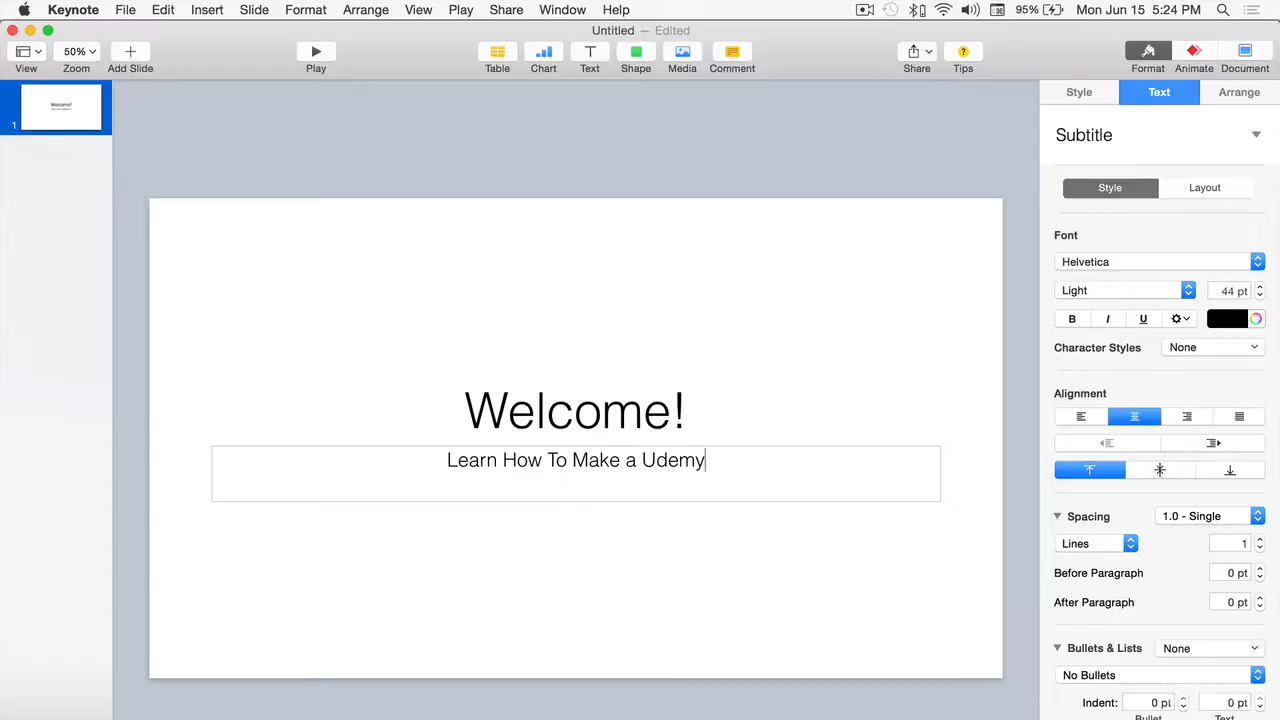 Keynote File Edit Insert Slide Format Arrange View Play Share Window Help 95% Mon Jun 15 5:24 PM
Untitled — Edited
50%
View Zoom Add Slide Play Table Chart Text Shape Media Comment Share Tips Format Animate Document
Style Text Arrange
Welcome!
1
Subtitle
Style Layout
Font
Helvetica
Light 44 pt
B I U
Character Styles None
Alignment
Welcome!
Learn How To Make a Udemy
Spacing 1.0 - Single
Lines 1
Before Paragraph 0 pt
After Paragraph 0 pt
Bullets & Lists None
No Bullets
Indent: 0 pt 0 pt
Bullet Text